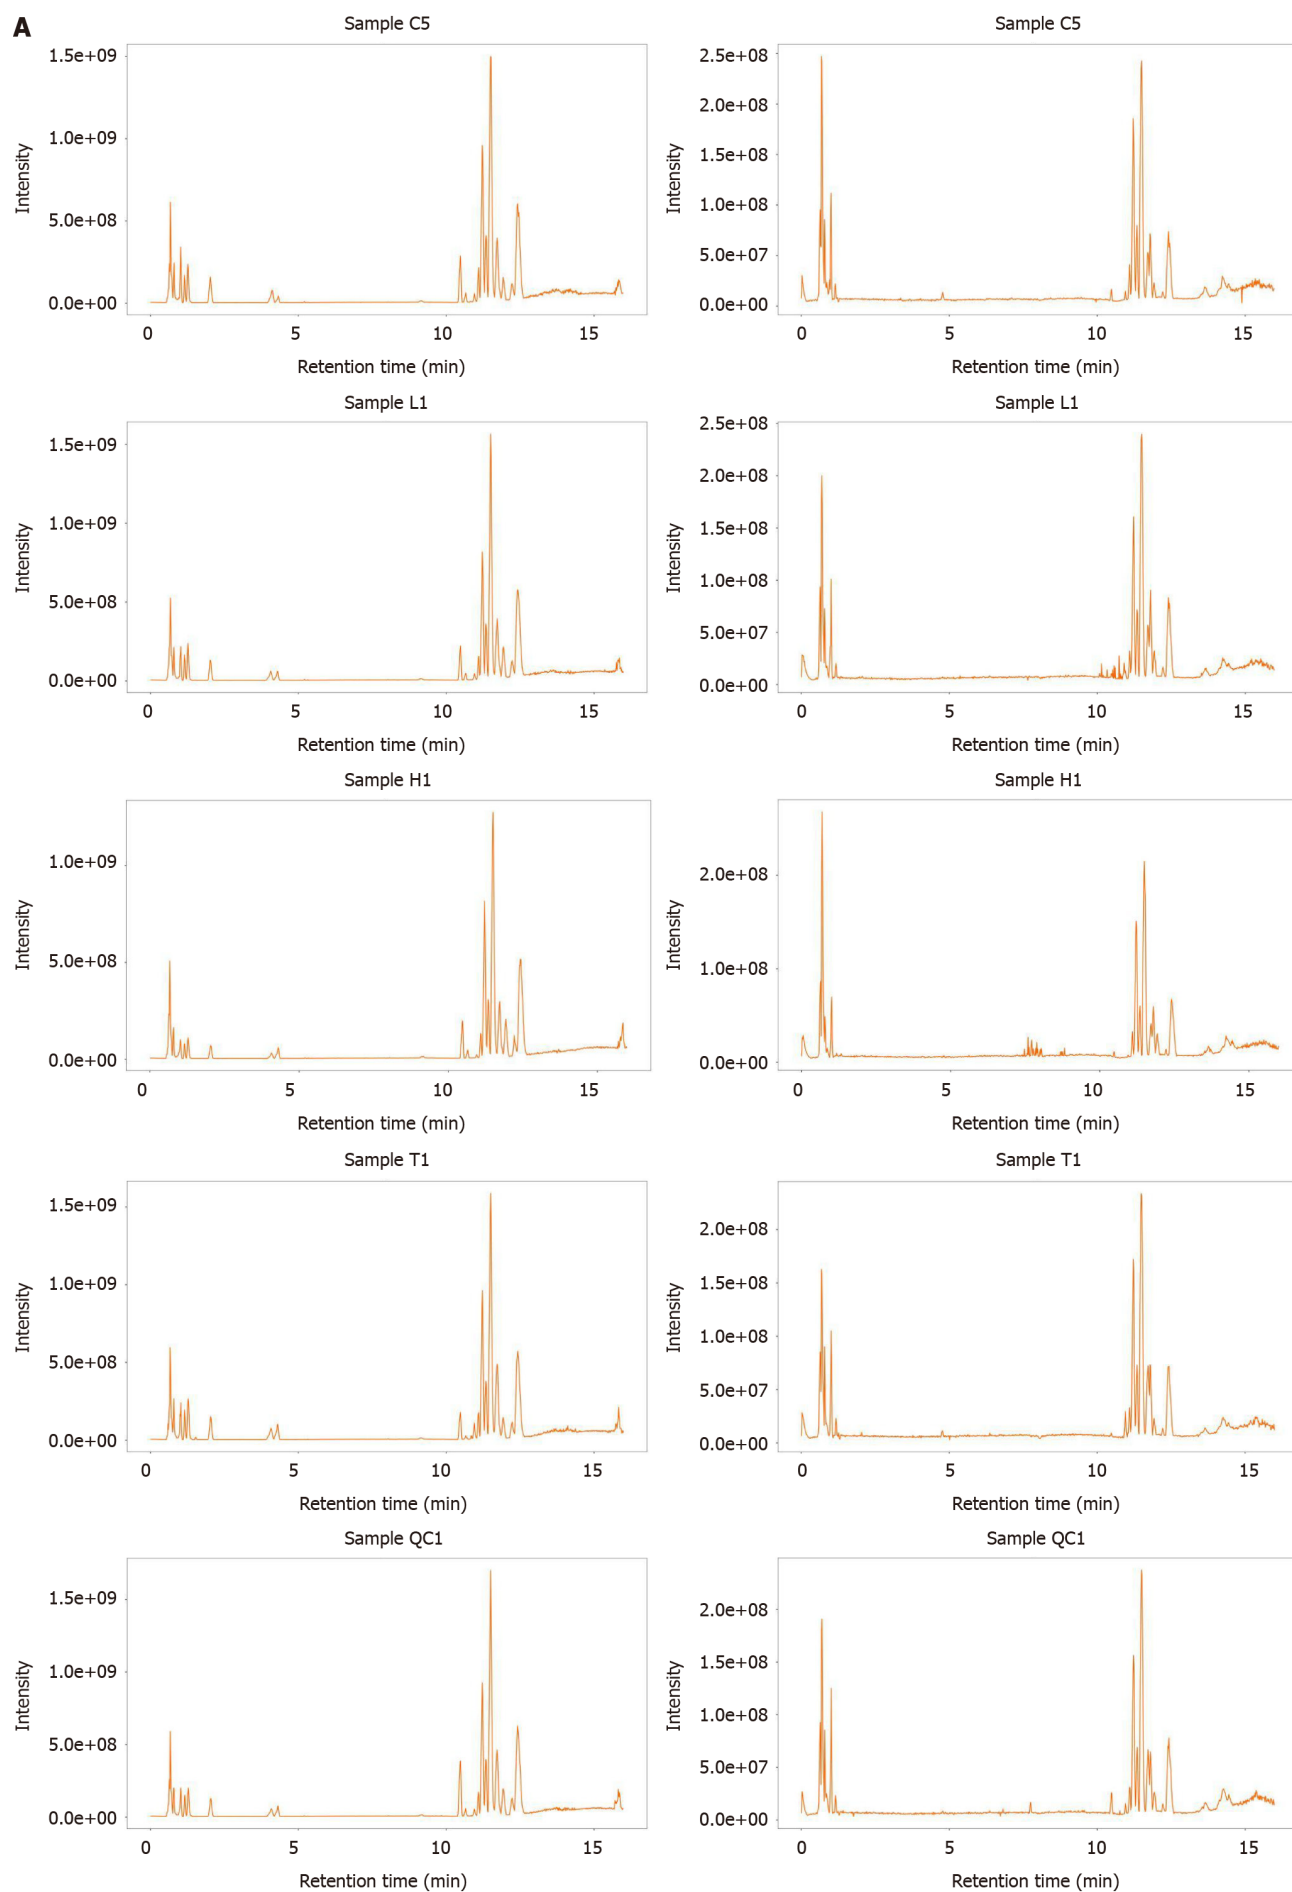 A
Sample C5
1.5e+09
1.0e+09
5.0e+08
0.0e+00
Intensity
0 5 10 15
Retention time (min)
Sample C5
2.5e+08
2.0e+08
1.5e+08
1.0e+08
5.0e+07
0.0e+00
Intensity
0 5 10 15
Retention time (min)
Sample L1
1.5e+09
1.0e+09
5.0e+08
0.0e+00
Intensity
0 5 10 15
Retention time (min)
Sample L1
2.5e+08
2.0e+08
1.5e+08
1.0e+08
5.0e+07
0.0e+00
Intensity
0 5 10 15
Retention time (min)
Sample H1
1.0e+09
5.0e+08
0.0e+00
Intensity
0 5 10 15
Retention time (min)
Sample H1
2.0e+08
1.0e+08
0.0e+00
Intensity
0 5 10 15
Retention time (min)
Sample T1
1.5e+09
1.0e+09
5.0e+08
0.0e+00
Intensity
0 5 10 15
Retention time (min)
Sample T1
2.0e+08
1.5e+08
1.0e+08
5.0e+07
0.0e+00
Intensity
0 5 10 15
Retention time (min)
Sample QC1
1.5e+09
1.0e+09
5.0e+08
0.0e+00
Intensity
0 5 10 15
Retention time (min)
Sample QC1
2.0e+08
1.5e+08
1.0e+08
5.0e+07
0.0e+00
Intensity
0 5 10 15
Retention time (min)